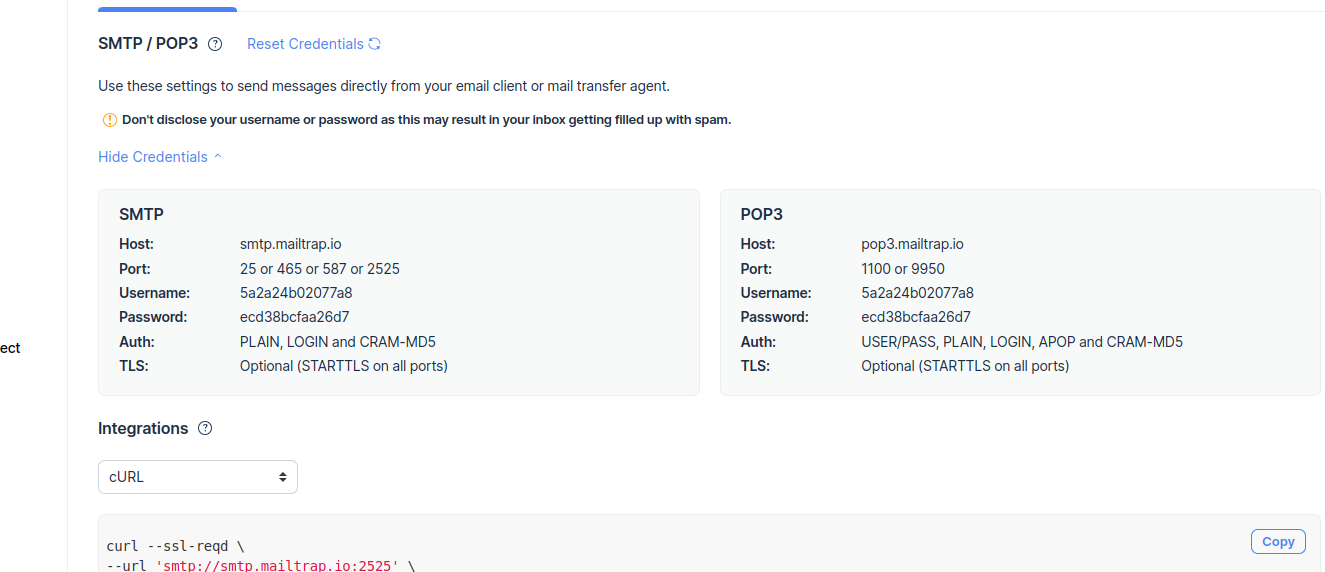 SMTP / POP3 ? Reset Credentials
Use these settings to send messages directly from your email client or mail transfer agent.
! Don't disclose your username or password as this may result in your inbox getting filled up with spam.
Hide Credentials ^
SMTP
Host: smtp.mailtrap.io
Port: 25 or 465 or 587 or 2525
Username: 5a2a24b02077a8
Password: ecd38bcfaa26d7
Auth: PLAIN, LOGIN and CRAM-MD5
TLS: Optional (STARTTLS on all ports)
POP3
Host: pop3.mailtrap.io
Port: 1100 or 9950
Username: 5a2a24b02077a8
Password: ecd38bcfaa26d7
Auth: USER/PASS, PLAIN, LOGIN, APOP and CRAM-MD5
TLS: Optional (STARTTLS on all ports)
ect
Integrations ?
cURL
Copy
curl --ssl-reqd \
--url 'smtp://smtp.mailtrap.io:2525' \